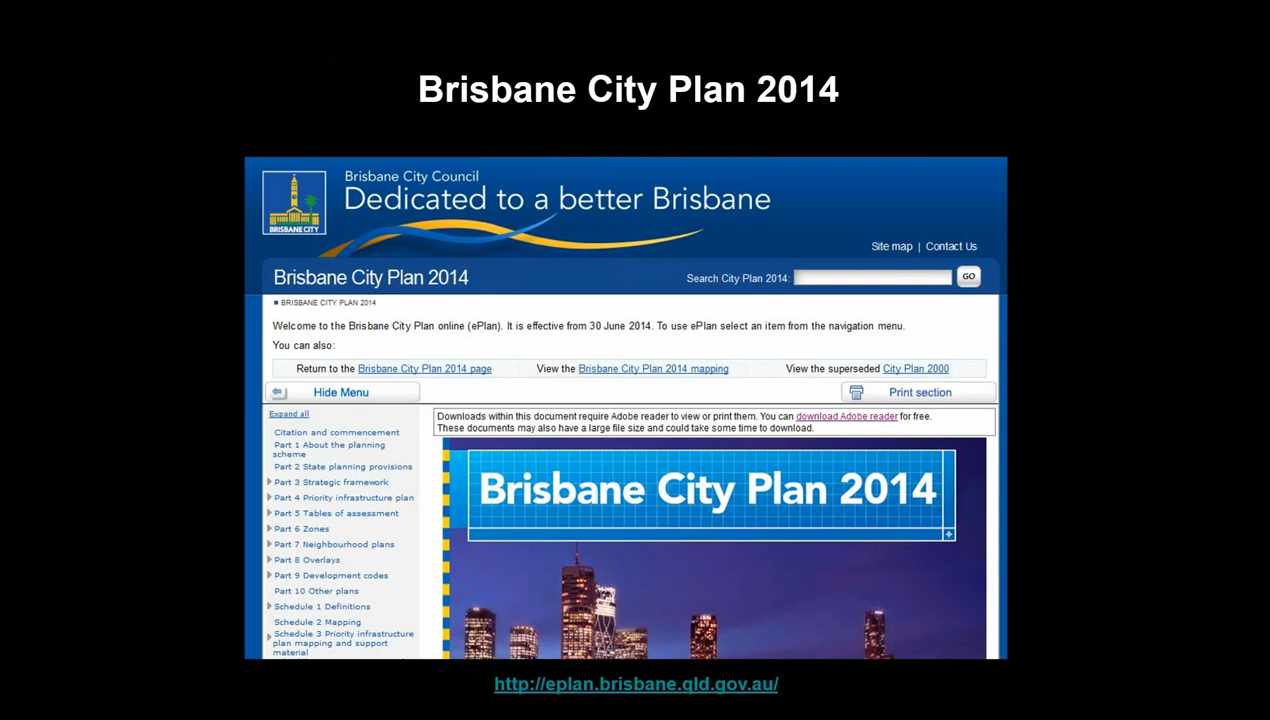 Brisbane City Plan 2014
Brisbane City Council
Dedicated to a better Brisbane
BRISBANE CITY
Site map | Contact Us
Brisbane City Plan 2014
Search City Plan 2014:
GO
BRISBANE CITY PLAN 2014
Welcome to the Brisbane City Plan online (ePlan). It is effective from 30 June 2014. To use ePlan select an item from the navigation menu.
You can also:
Return to the Brisbane City Plan 2014 page
View the Brisbane City Plan 2014 mapping
View the superseded City Plan 2000
Hide Menu
Print section
Expand all
Citation and commencement
Part 1 About the planning
scheme
Part 2 State planning provisions
Part 3 Strategic framework
Part 4 Priority infrastructure plan
Part 5 Tables of assessment
Part 6 Zones
Part 7 Neighbourhood plans
Part 8 Overlays
Part 9 Development codes
Part 10 Other plans
Schedule 1 Definitions
Schedule 2 Mapping
Schedule 3 Priority infrastructure
plan mapping and support
material
Downloads within this document require Adobe reader to view or print them. You can download Adobe reader for free.
These documents may also have a large file size and could take some time to download.
Brisbane City Plan 2014
http://eplan.brisbane.qld.gov.au/